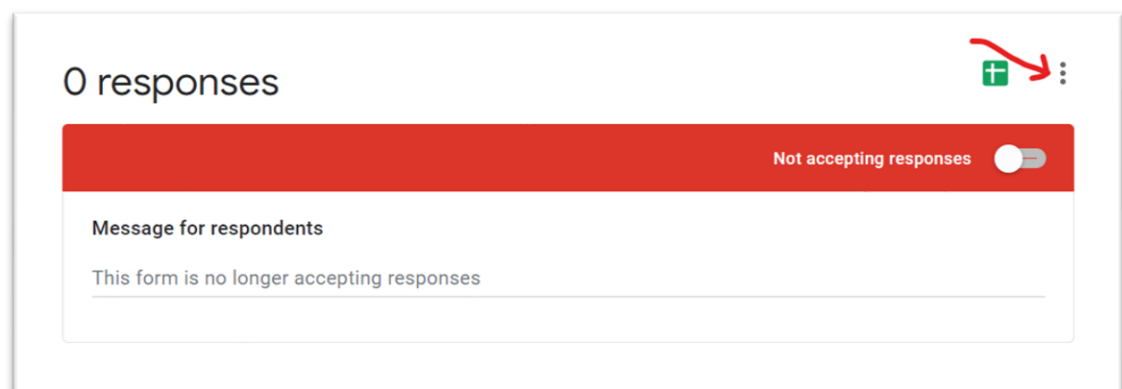 0 responses
Not accepting responses
Message for respondents
This form is no longer accepting responses